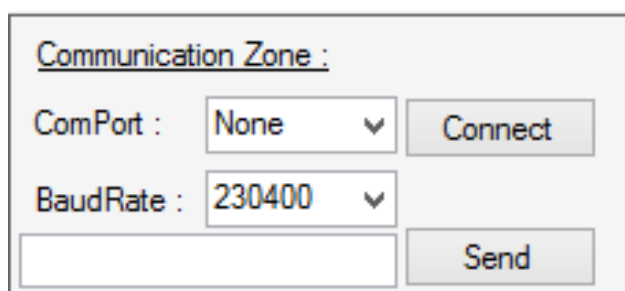 Communication Zone :
ComPort : None Connect
BaudRate : 230400
Send